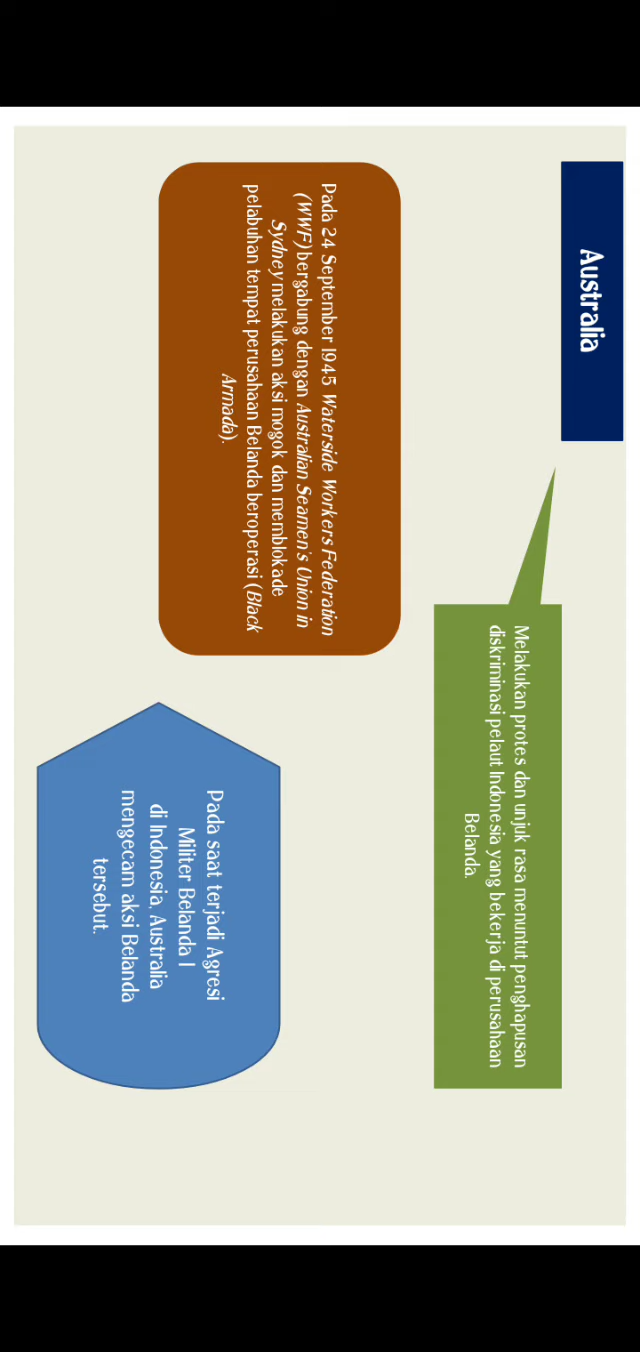 Australia
Melakukan protes dan unjuk rasa menuntut penghapusan
diskriminasi pelaut Indonesia yang bekerja di perusahaan
Belanda.
Pada 24 September 1945 Waterside Workers Federation
(WWF) bergabung dengan Australian Seamen's Union in
Sydney melakukan aksi mogok dan memblokade
pelabuhan tempat perusahaan Belanda beroperasi (Black
Armada).
Pada saat terjadi Agresi
Militer Belanda I
di Indonesia, Australia
mengecam aksi Belanda
tersebut.